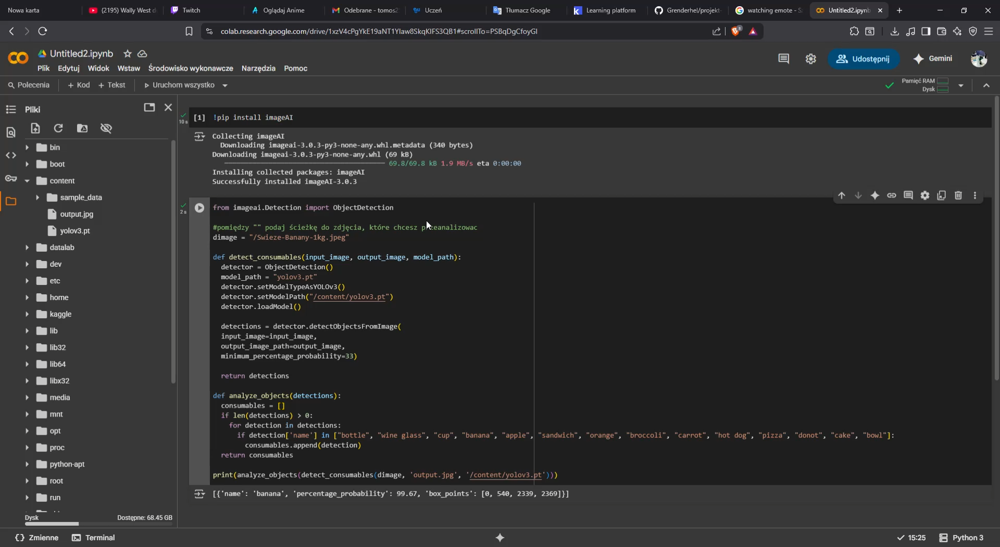 Nowa karta
(2195) Wally West d
Twitch
Oglądaj Anime
Odebrane - tomos2
Uczeń
Tłumacz Google
Learning platform
Grenderhel/projekt-
watching emote - S
Untitled2.ipynb
colab.research.google.com/drive/1xzV4cPgYkE19aNT1Ylaw8SkqKIFS3QB1#scrollTo=PSBqDgCfoyGI
3
Untitled2.ipynb
Udostępnij
Gemini
Plik Edytuj Widok Wstaw Środowisko wykonawcze Narzędzia Pomoc
Polecenia + Kod + Tekst Uruchom wszystko
Pamięć RAM
Dysk
Pliki
bin
boot
content
sample_data
output.jpg
yolov3.pt
datalab
dev
etc
home
kaggle
lib
lib32
lib64
libx32
media
mnt
opt
proc
python-apt
root
run
Dysk Dostępne: 68.45 GB
10 s
[1] !pip install imageAI
Collecting imageAI
Downloading imageai-3.0.3-py3-none-any.whl.metadata (340 bytes)
Downloading imageai-3.0.3-py3-none-any.whl (69 kB)
69.8/69.8 kB 1.9 MB/s eta 0:00:00
Installing collected packages: imageAI
Successfully installed imageAI-3.0.3
2 s
from imageai.Detection import ObjectDetection
#pomiędzy "" podaj ścieżkę do zdjęcia, które chcesz przeanalizowac
dimage = "/Swieze-Banany-1kg.jpeg"
def detect_consumables(input_image, output_image, model_path):
detector = ObjectDetection()
model_path = "yolov3.pt"
detector.setModelTypeAsYOLOv3()
detector.setModelPath("/content/yolov3.pt")
detector.loadModel()
detections = detector.detectObjectsFromImage(
input_image=input_image,
output_image_path=output_image,
minimum_percentage_probability=33)
return detections
def analyze_objects(detections):
consumables = []
if len(detections) > 0:
for detection in detections:
if detection['name'] in ["bottle", "wine glass", "cup", "banana", "apple", "sandwich", "orange", "broccoli", "carrot", "hot dog", "pizza", "donot", "cake", "bowl"]:
consumables.append(detection)
return consumables
print(analyze_objects(detect_consumables(dimage, 'output.jpg', '/content/yolov3.pt')))
[{'name': 'banana', 'percentage_probability': 99.67, 'box_points': [0, 540, 2339, 2369]}]
Zmienne
Terminal
15:25
Python 3